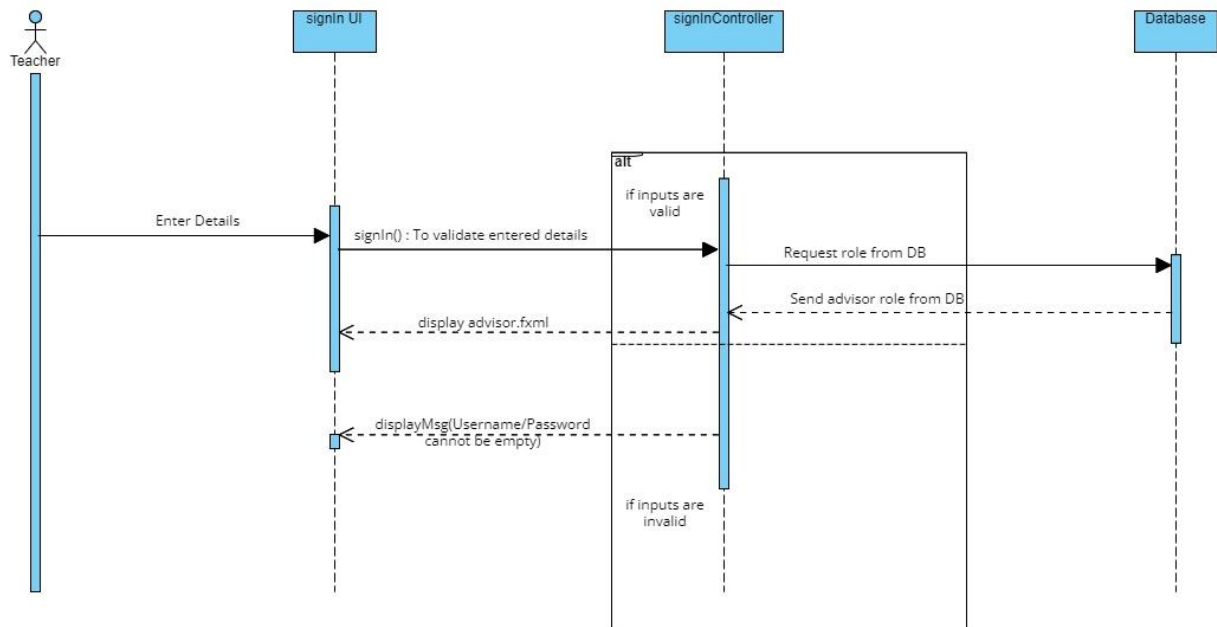 signIn UI
signInController
Database
Teacher
alt
if inputs are
valid
Enter Details
signIn() : To validate entered details
Request role from DB
Send advisor role from DB
display advisor.fxml
displayMsg(Username/Password
cannot be empty)
if inputs are
invalid